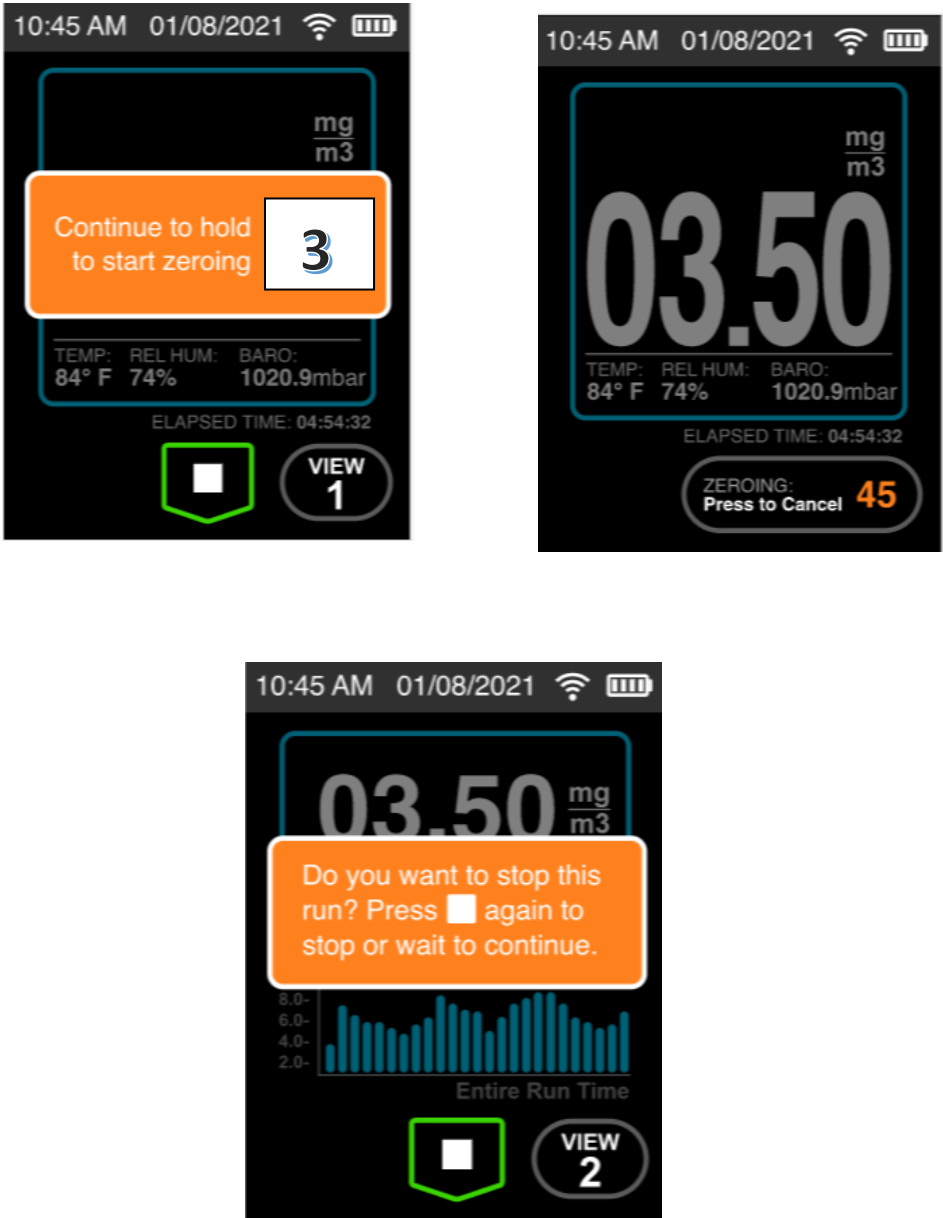 10:45 AM 01/08/2021
mg
m3
Continue to hold
to start zeroing
3
TEMP: REL HUM: BARO:
84° F 74% 1020.9mbar
ELAPSED TIME: 04:54:32
VIEW
1
10:45 AM 01/08/2021
mg
m3
03.50
TEMP: REL HUM: BARO:
84° F 74% 1020.9mbar
ELAPSED TIME: 04:54:32
ZEROING:
Press to Cancel 45
10:45 AM 01/08/2021
03.50 mg
m3
Do you want to stop this
run? Press again to
stop or wait to continue.
8.0-
6.0-
4.0-
2.0-
Entire Run Time
VIEW
2